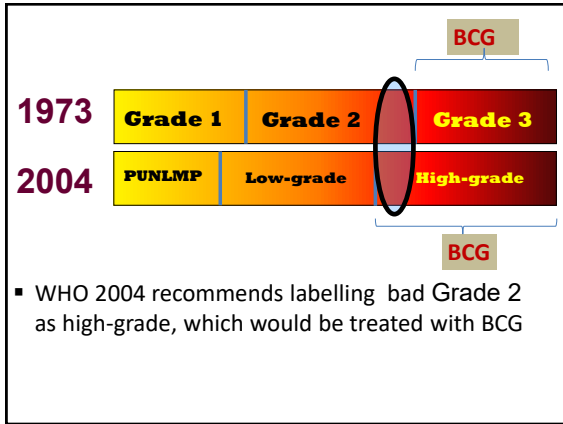 BCG
1973 Grade 1 Grade 2 Grade 3
2004 PUNLMP Low-grade High-grade
BCG
▪ WHO 2004 recommends labelling bad Grade 2
as high-grade, which would be treated with BCG